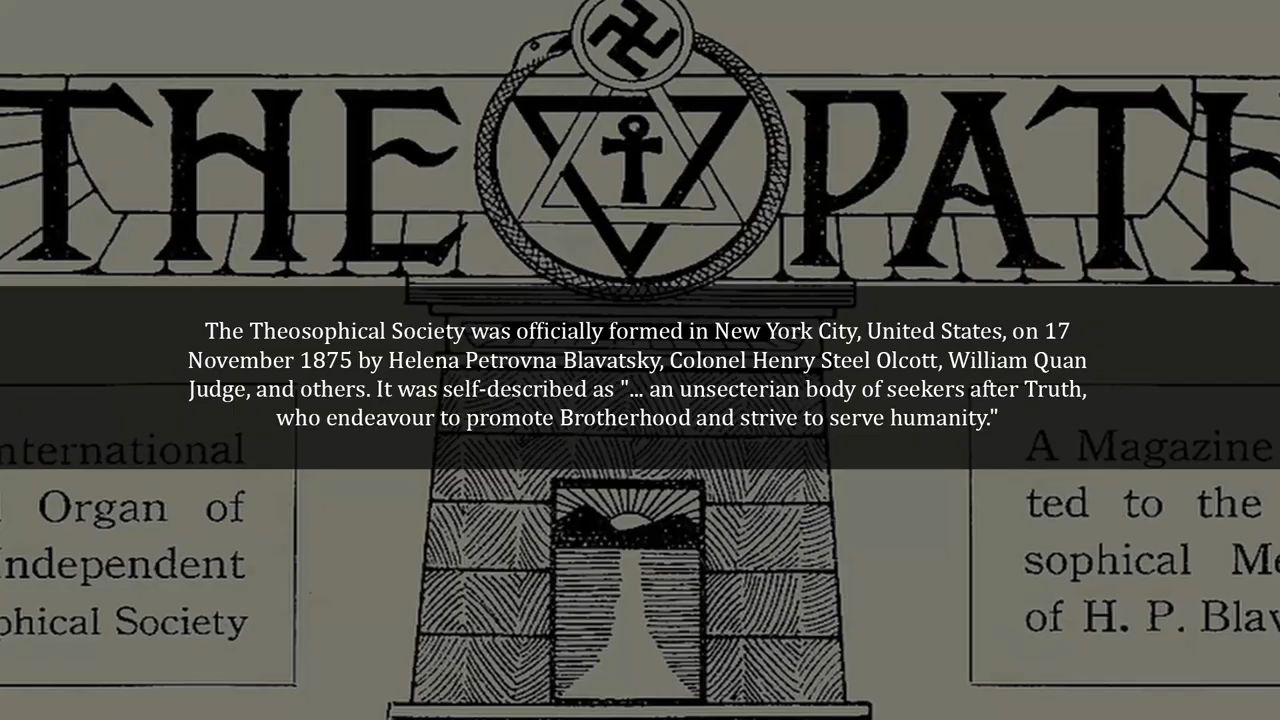 THE PATH
The Theosophical Society was officially formed in New York City, United States, on 17
November 1875 by Helena Petrovna Blavatsky, Colonel Henry Steel Olcott, William Quan
Judge, and others. It was self-described as "... an unsecterian body of seekers after Truth,
who endeavour to promote Brotherhood and strive to serve humanity."
nternational
Organ of
Independent
phical Society
A Magazine
ted to the
sophical Me
of H. P. Blav